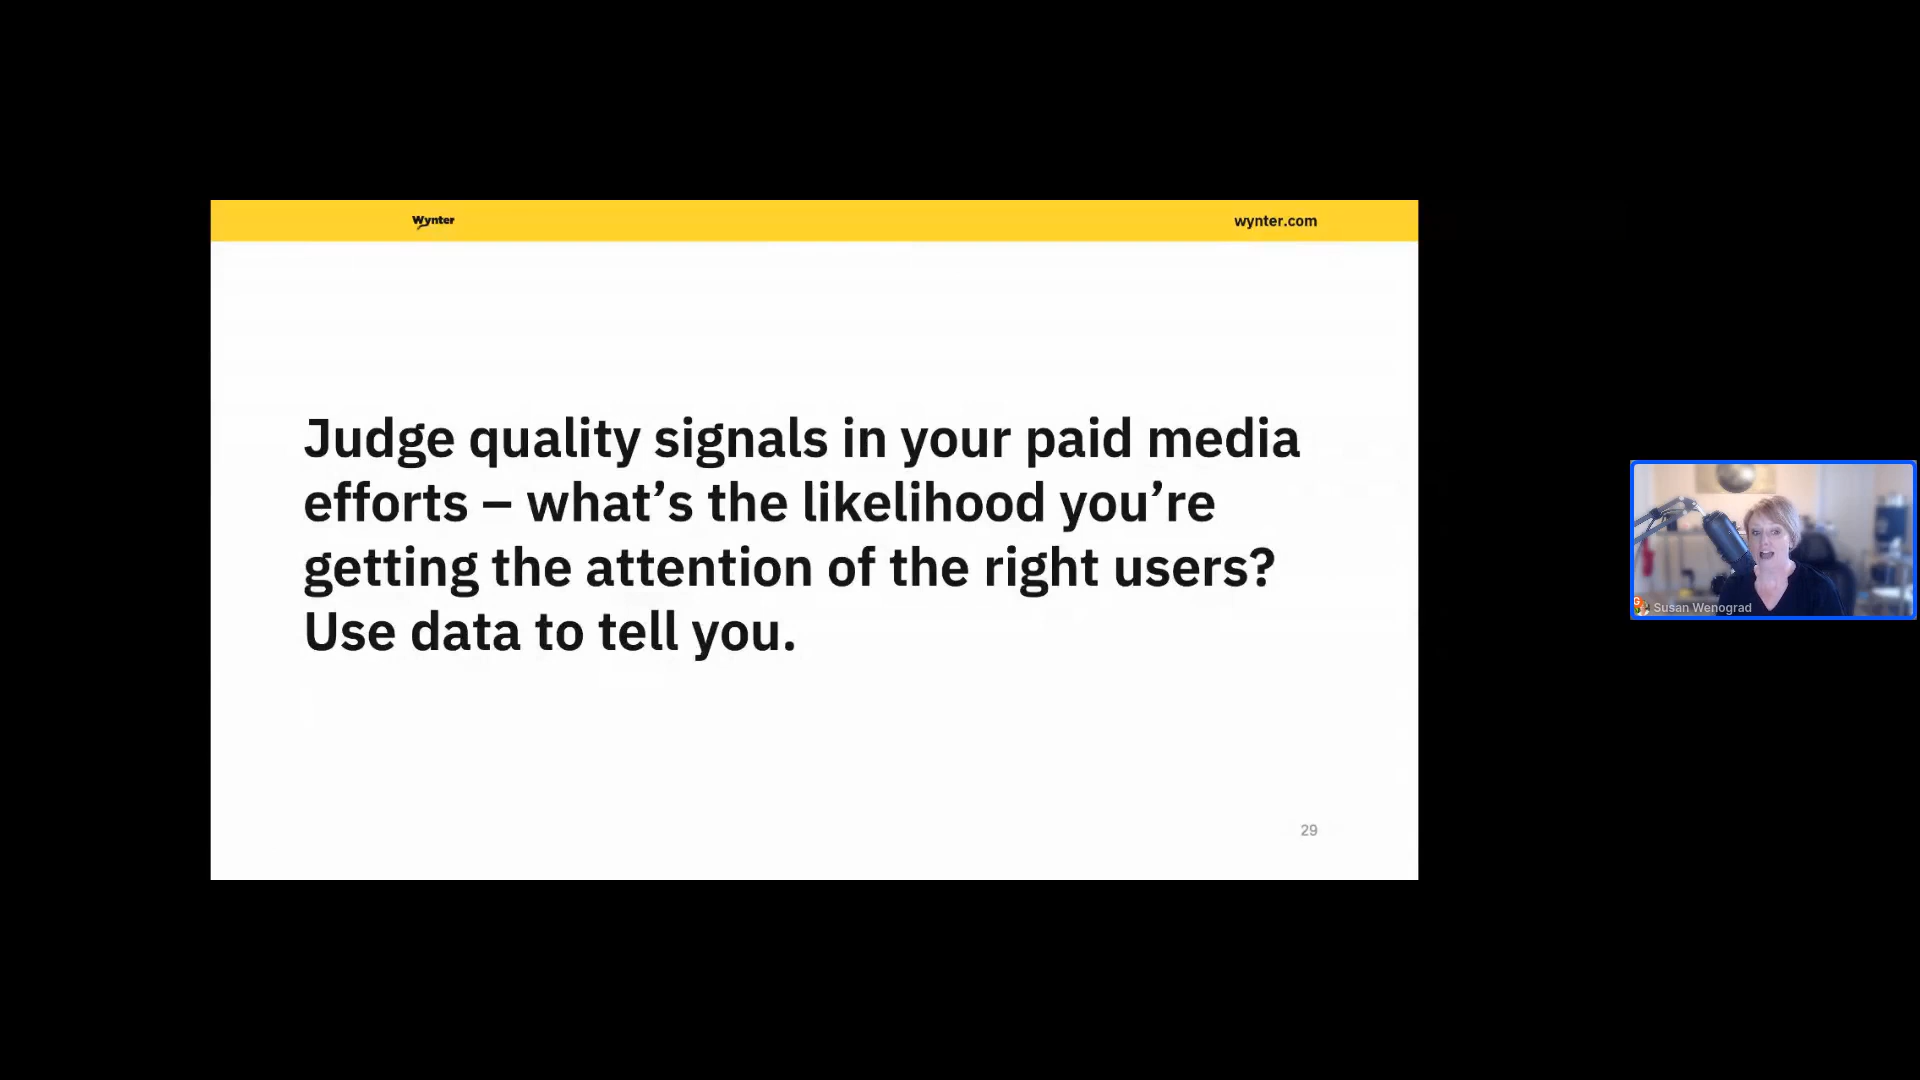 Wynter
wynter.com
Judge quality signals in your paid media
efforts – what’s the likelihood you’re
getting the attention of the right users?
Use data to tell you.
29
Susan Wenograd